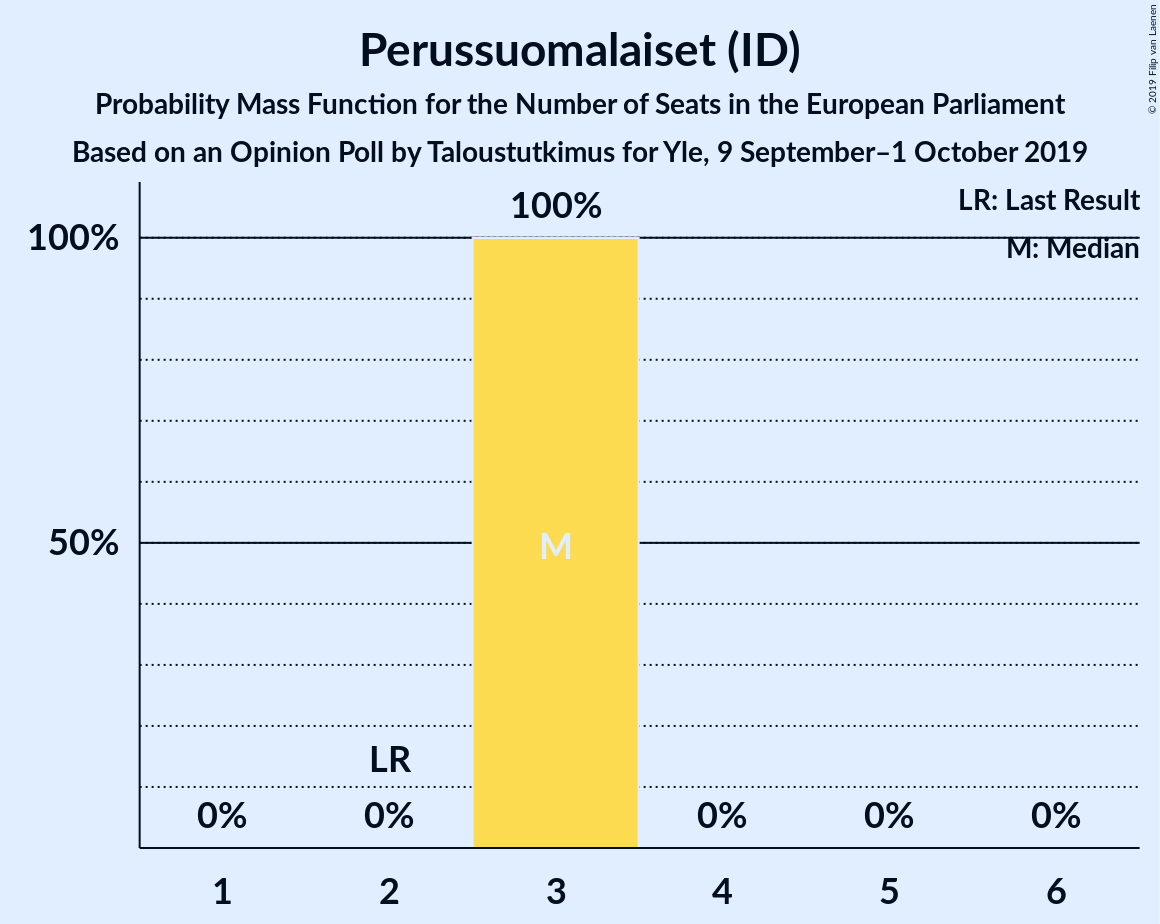 Perussuomalaiset (ID)
Probability Mass Function for the Number of Seats in the European Parliament
Based on an Opinion Poll by Taloustutkimus for Yle, 9 September–1 October 2019
© 2019 Filip van Laenen
LR: Last Result
M: Median
100%
100%
50%
M
LR
0%
0%
0%
0%
0%
1
2
3
4
5
6